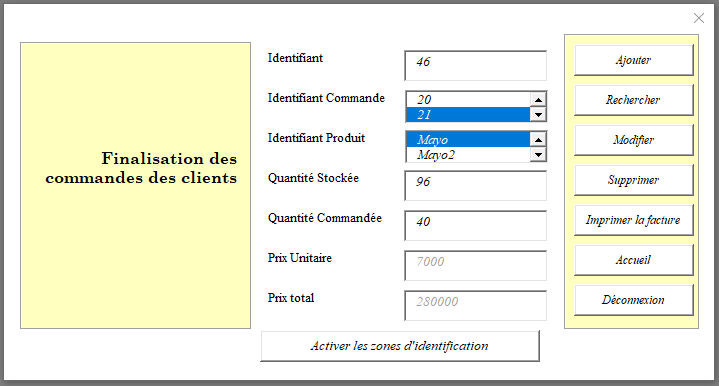 Finalisation des
commandes des clients
Identifiant
46
Identifiant Commande
20
21
Identifiant Produit
Mayo
Mayo2
Quantité Stockée
96
Quantité Commandée
40
Prix Unitaire
7000
Prix total
280000
Activer les zones d'identification
Ajouter
Rechercher
Modifier
Supprimer
Imprimer la facture
Accueil
Déconnexion